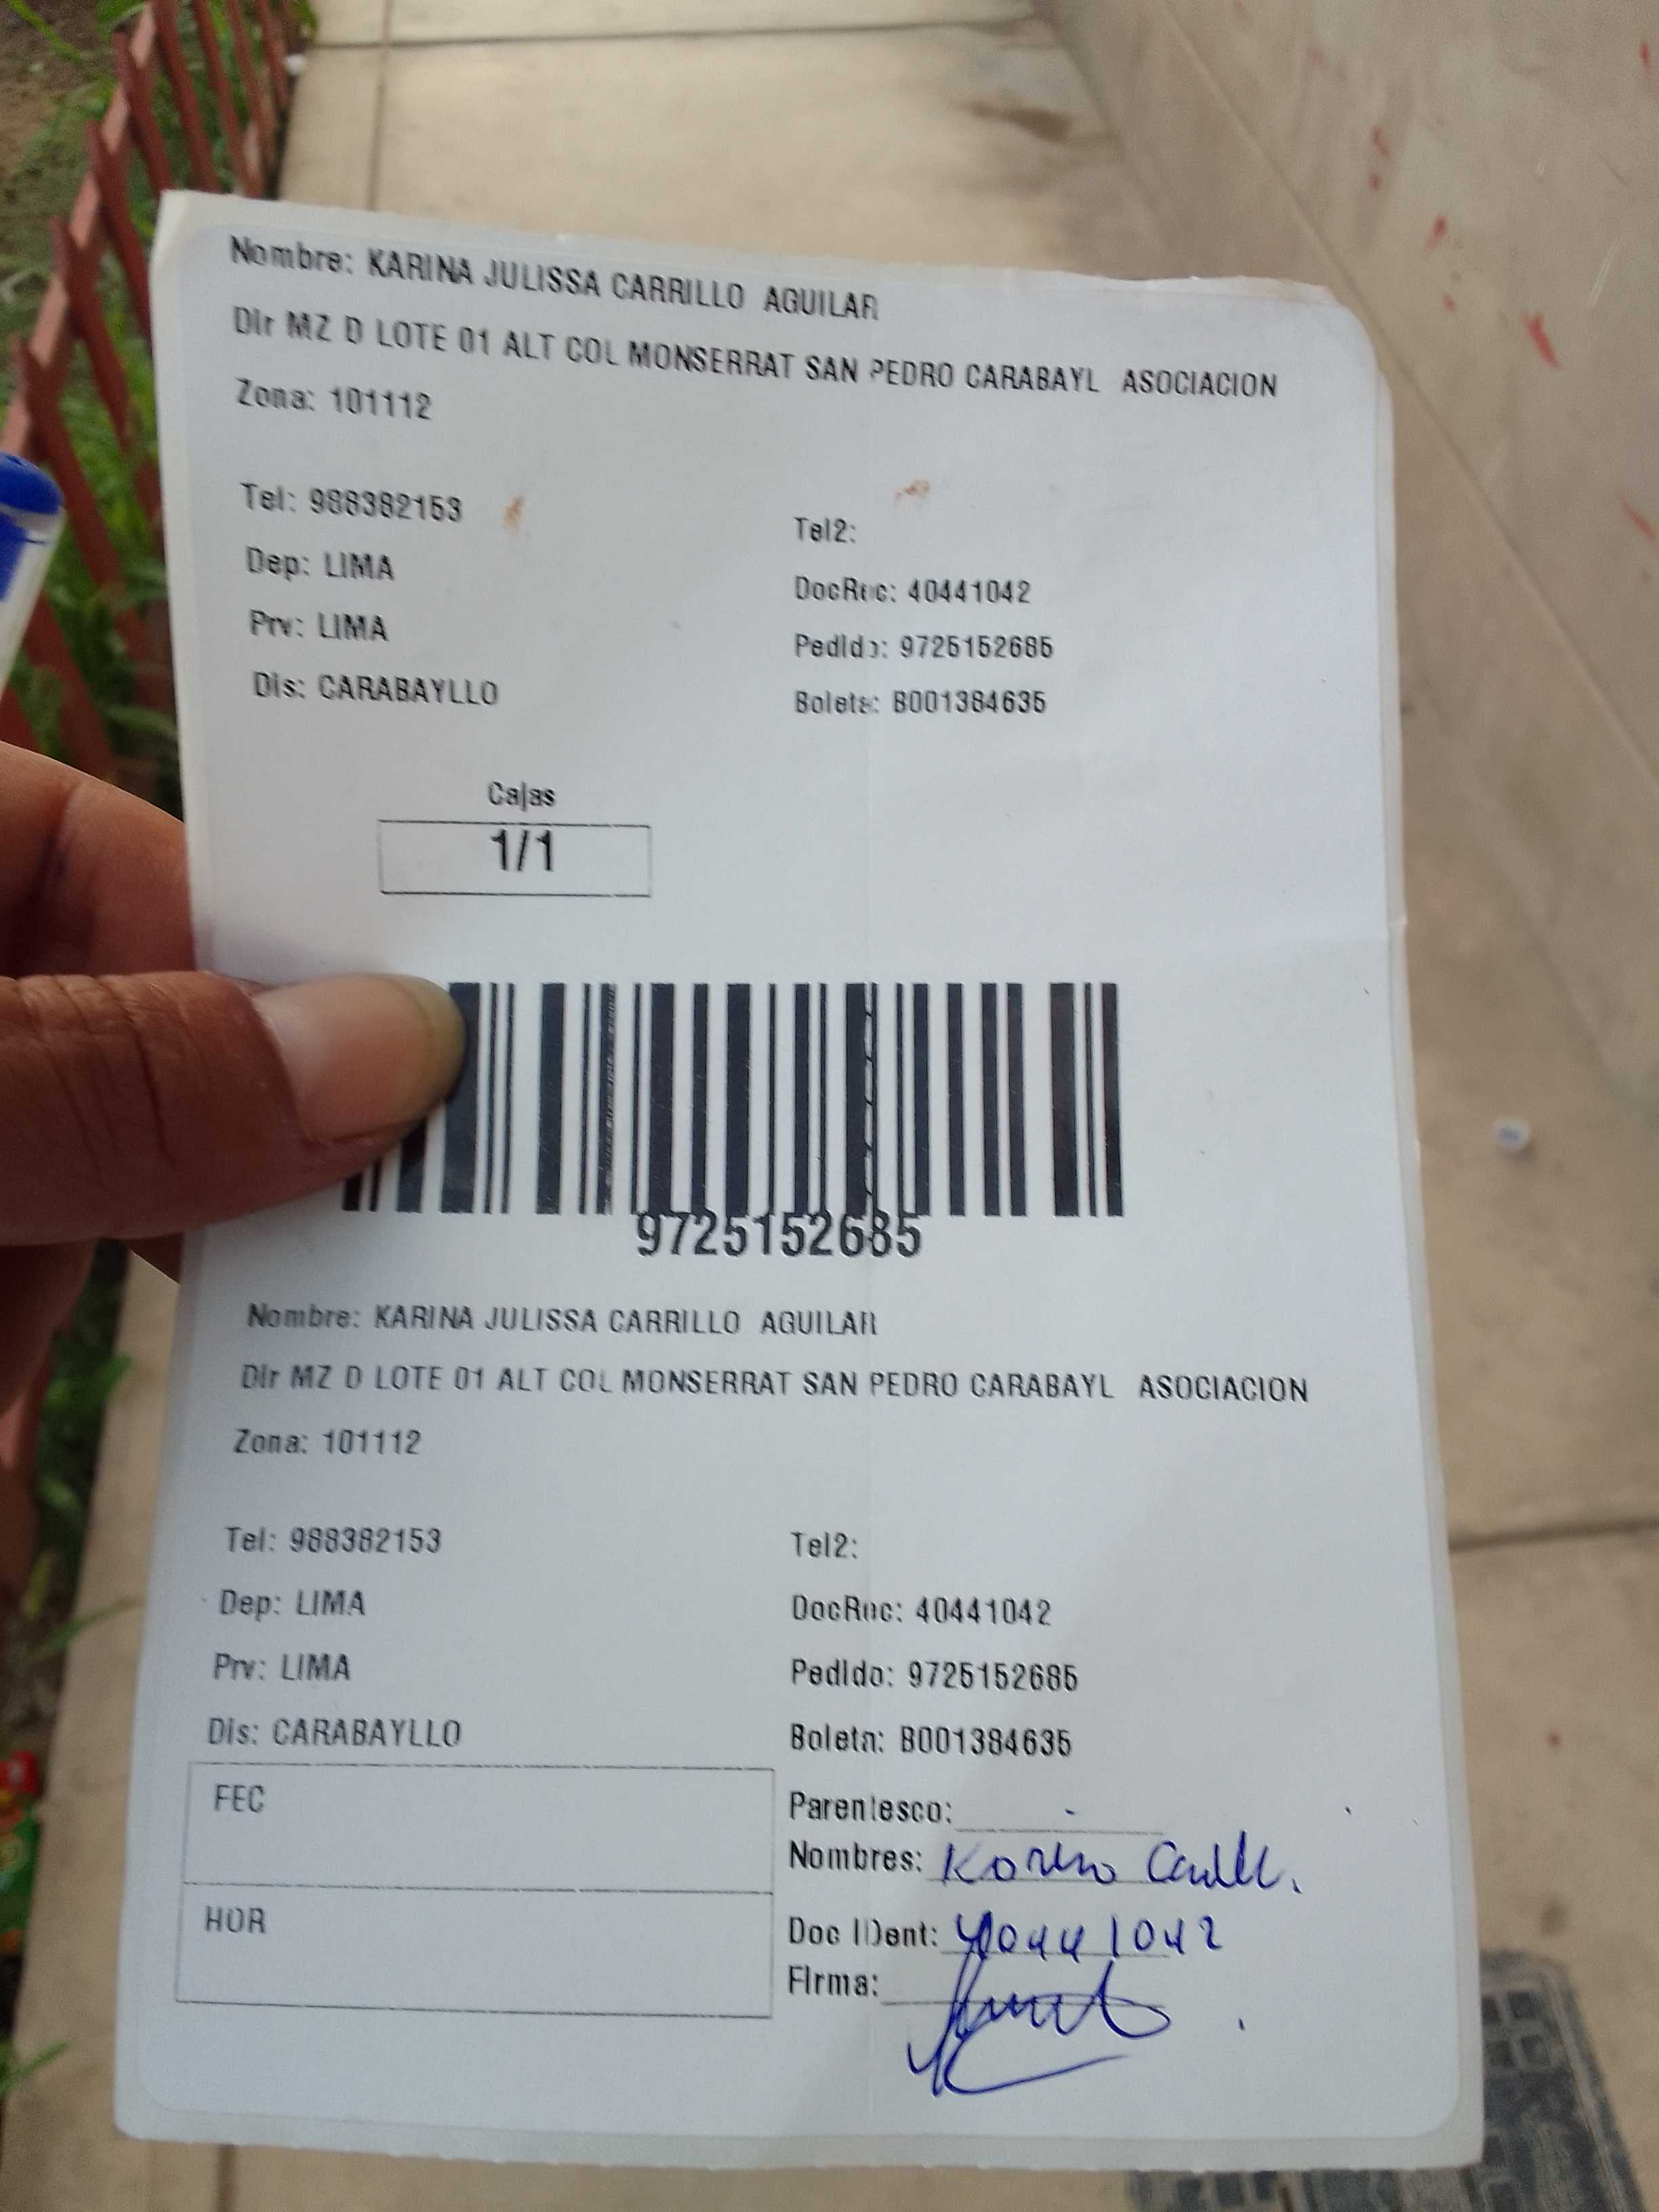 Nombre: KARINA JULISSA CARRILLO AGUILAR
Dir MZ D LOTE 01 ALT COL MONSERRAT SAN PEDRO CARABAYL ASOCIACION
Zona: 101112
Tel: 988382153
Tel2:
Dep: LIMA
DocRec: 40441042
Prv: LIMA
Pedido: 9725152685
Dis: CARABAYLLO
Boleta: B001384635
Cajas
1/1
9725152685
Nombre: KARINA JULISSA CARRILLO AGUILAR
Dir MZ D LOTE 01 ALT COL MONSERRAT SAN PEDRO CARABAYL ASOCIACION
Zona: 101112
Tel: 988382153
Tel2:
Dep: LIMA
DocRec: 40441042
Prv: LIMA
Pedido: 9725152685
Dis: CARABAYLLO
Boleta: B001384635
FEC
Parentesco: -
Nombres: Karina Carrillo.
HOR
Doc IDent: 40441042
Firma: